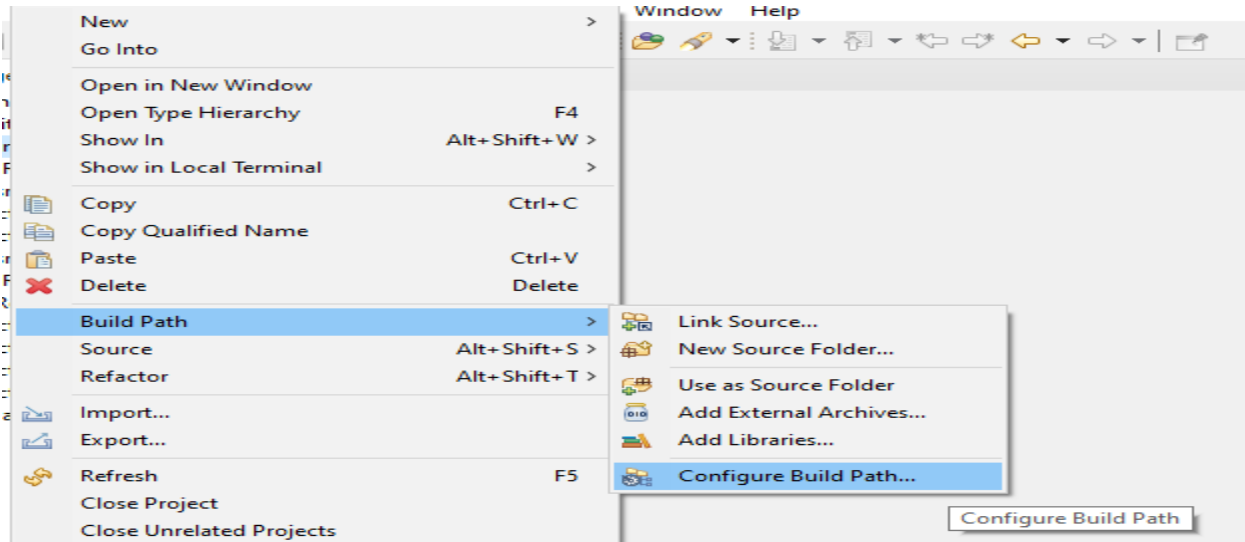 Window Help
New >
Go Into
Open in New Window
Open Type Hierarchy F4
Show In Alt+Shift+W >
Show in Local Terminal >
Copy Ctrl+C
Copy Qualified Name
Paste Ctrl+V
Delete Delete
Build Path >
Source Alt+Shift+S >
Refactor Alt+Shift+T >
Import...
Export...
Refresh F5
Close Project
Close Unrelated Projects
Link Source...
New Source Folder...
Use as Source Folder
Add External Archives...
Add Libraries...
Configure Build Path...
Configure Build Path